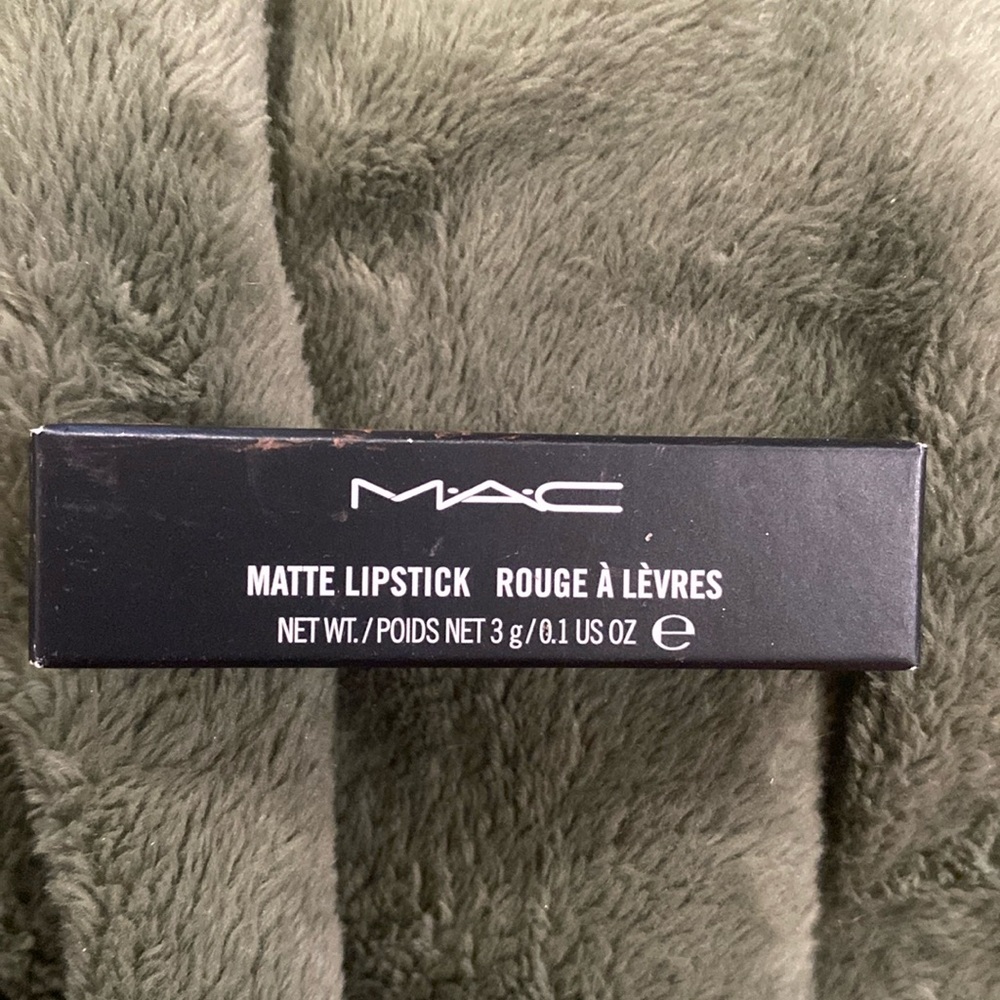 M·A·C
MATTE LIPSTICK ROUGE À LÈVRES
NET WT. / POIDS NET 3 g / 0.1 US OZ ℮